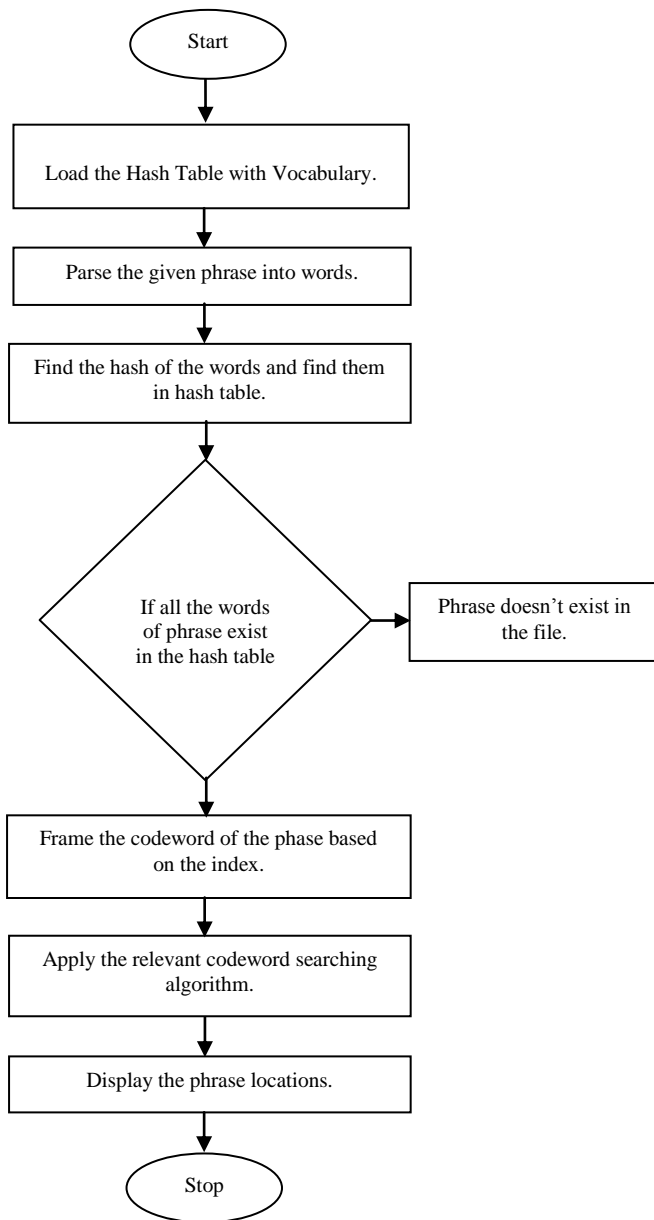 Start
Load the Hash Table with Vocabulary.
Parse the given phrase into words.
Find the hash of the words and find them
in hash table.
If all the words
of phrase exist
in the hash table
Phrase doesn’t exist in
the file.
Frame the codeword of the phase based
on the index.
Apply the relevant codeword searching
algorithm.
Display the phrase locations.
Stop